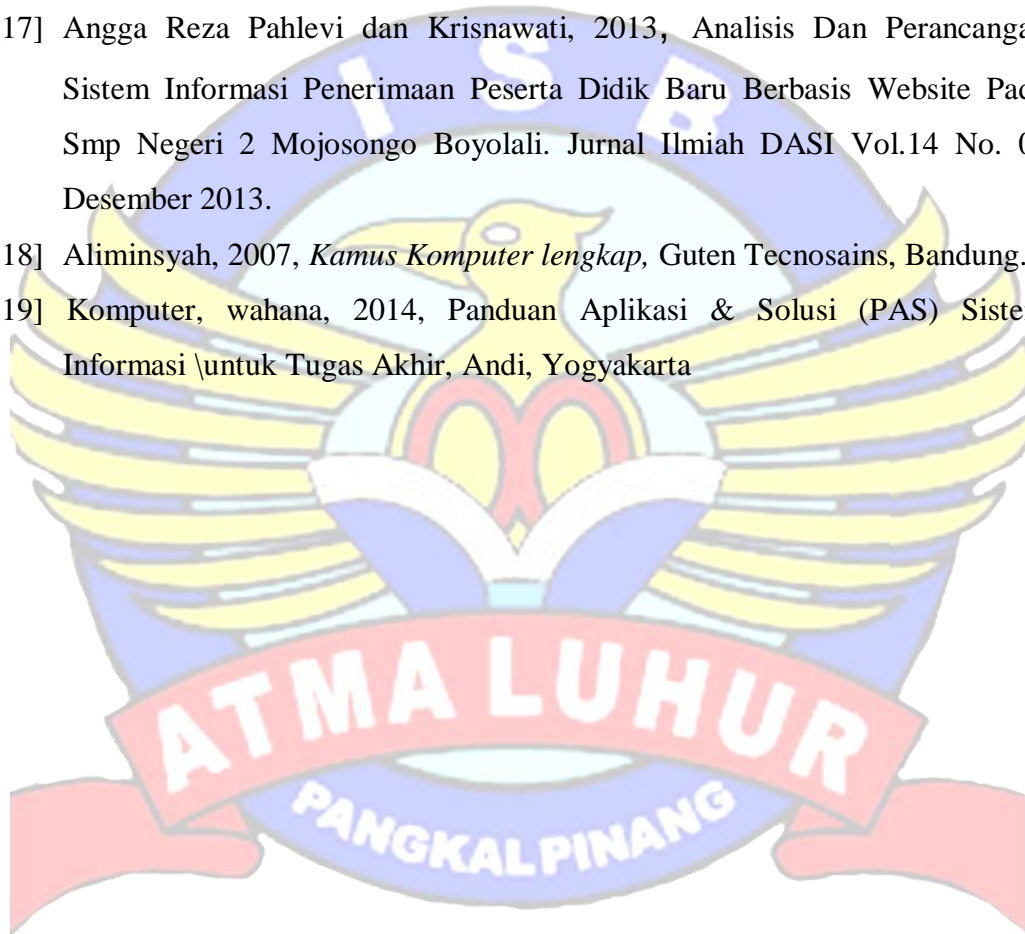 17] Angga Reza Pahlevi dan Krisnawati, 2013, Analisis Dan Perancanga
Sistem Informasi Penerimaan Peserta Didik Baru Berbasis Website Pad
Smp Negeri 2 Mojosongo Boyolali. Jurnal Ilmiah DASI Vol.14 No. 0
Desember 2013.
18] Aliminsyah, 2007, Kamus Komputer lengkap, Guten Tecnosains, Bandung.
19] Komputer, wahana, 2014, Panduan Aplikasi & Solusi (PAS) Siste
Informasi \untuk Tugas Akhir, Andi, Yogyakarta
I S B
ATMA LUHUR
PANGKALPINANG